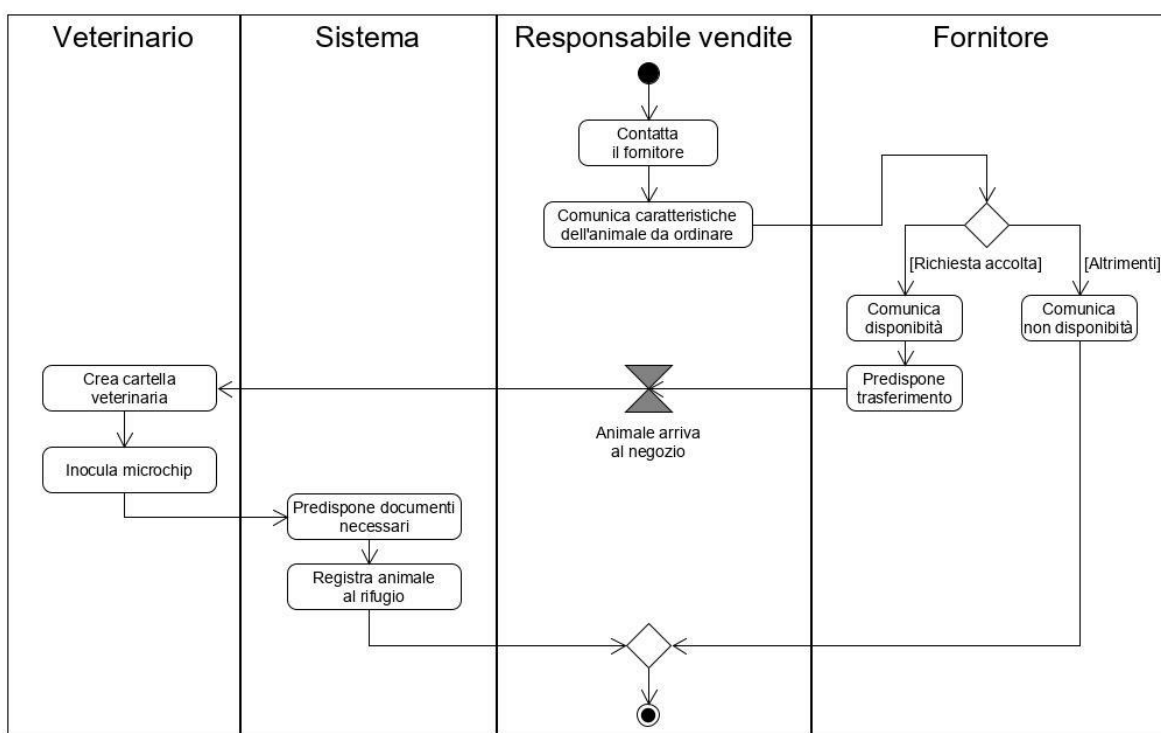 Veterinario
Sistema
Responsabile vendite
Fornitore
Contatta
il fornitore
Comunica caratteristiche
dell'animale da ordinare
[Richiesta accolta]
[Altrimenti]
Comunica
disponibità
Comunica
non disponibità
Predispone
trasferimento
Animale arriva
al negozio
Crea cartella
veterinaria
Inocula microchip
Predispone documenti
necessari
Registra animale
al rifugio